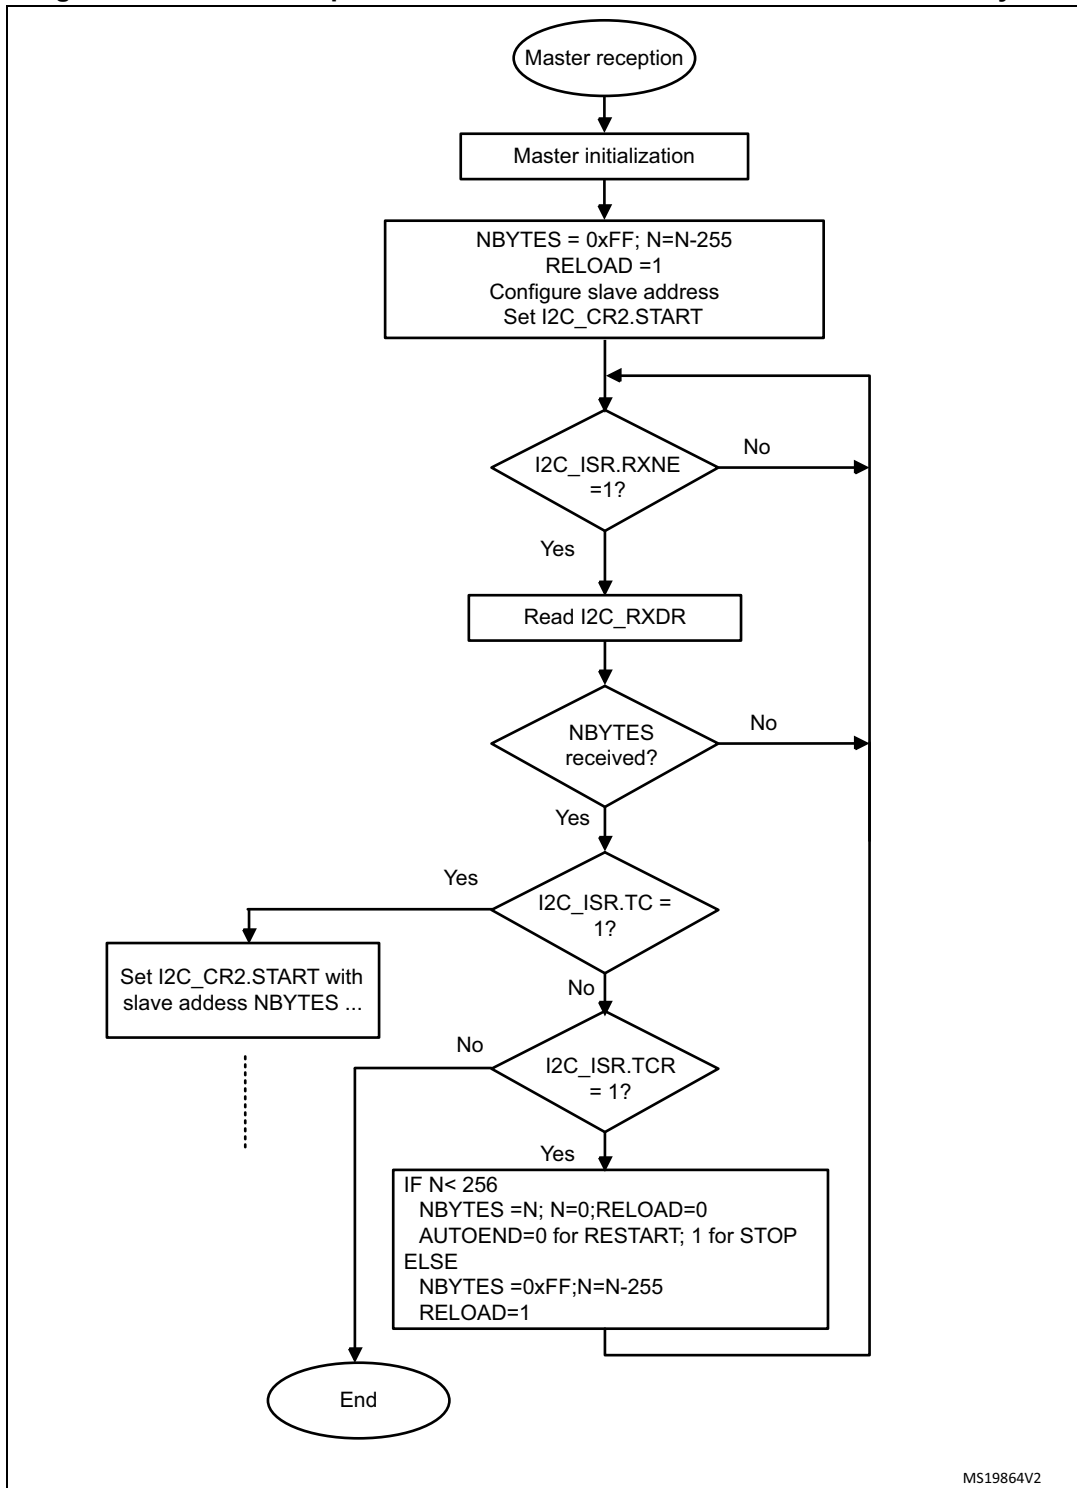 Master reception
Master initialization
NBYTES = 0xFF; N=N-255
RELOAD =1
Configure slave address
Set I2C_CR2.START
I2C_ISR.RXNE
=1?
No
Yes
Read I2C_RXDR
NBYTES
received?
No
Yes
I2C_ISR.TC =
1?
Yes
Set I2C_CR2.START with
slave addess NBYTES ...
No
I2C_ISR.TCR
= 1?
No
Yes
IF N< 256
NBYTES =N; N=0;RELOAD=0
AUTOEND=0 for RESTART; 1 for STOP
ELSE
NBYTES =0xFF;N=N-255
RELOAD=1
End
MS19864V2